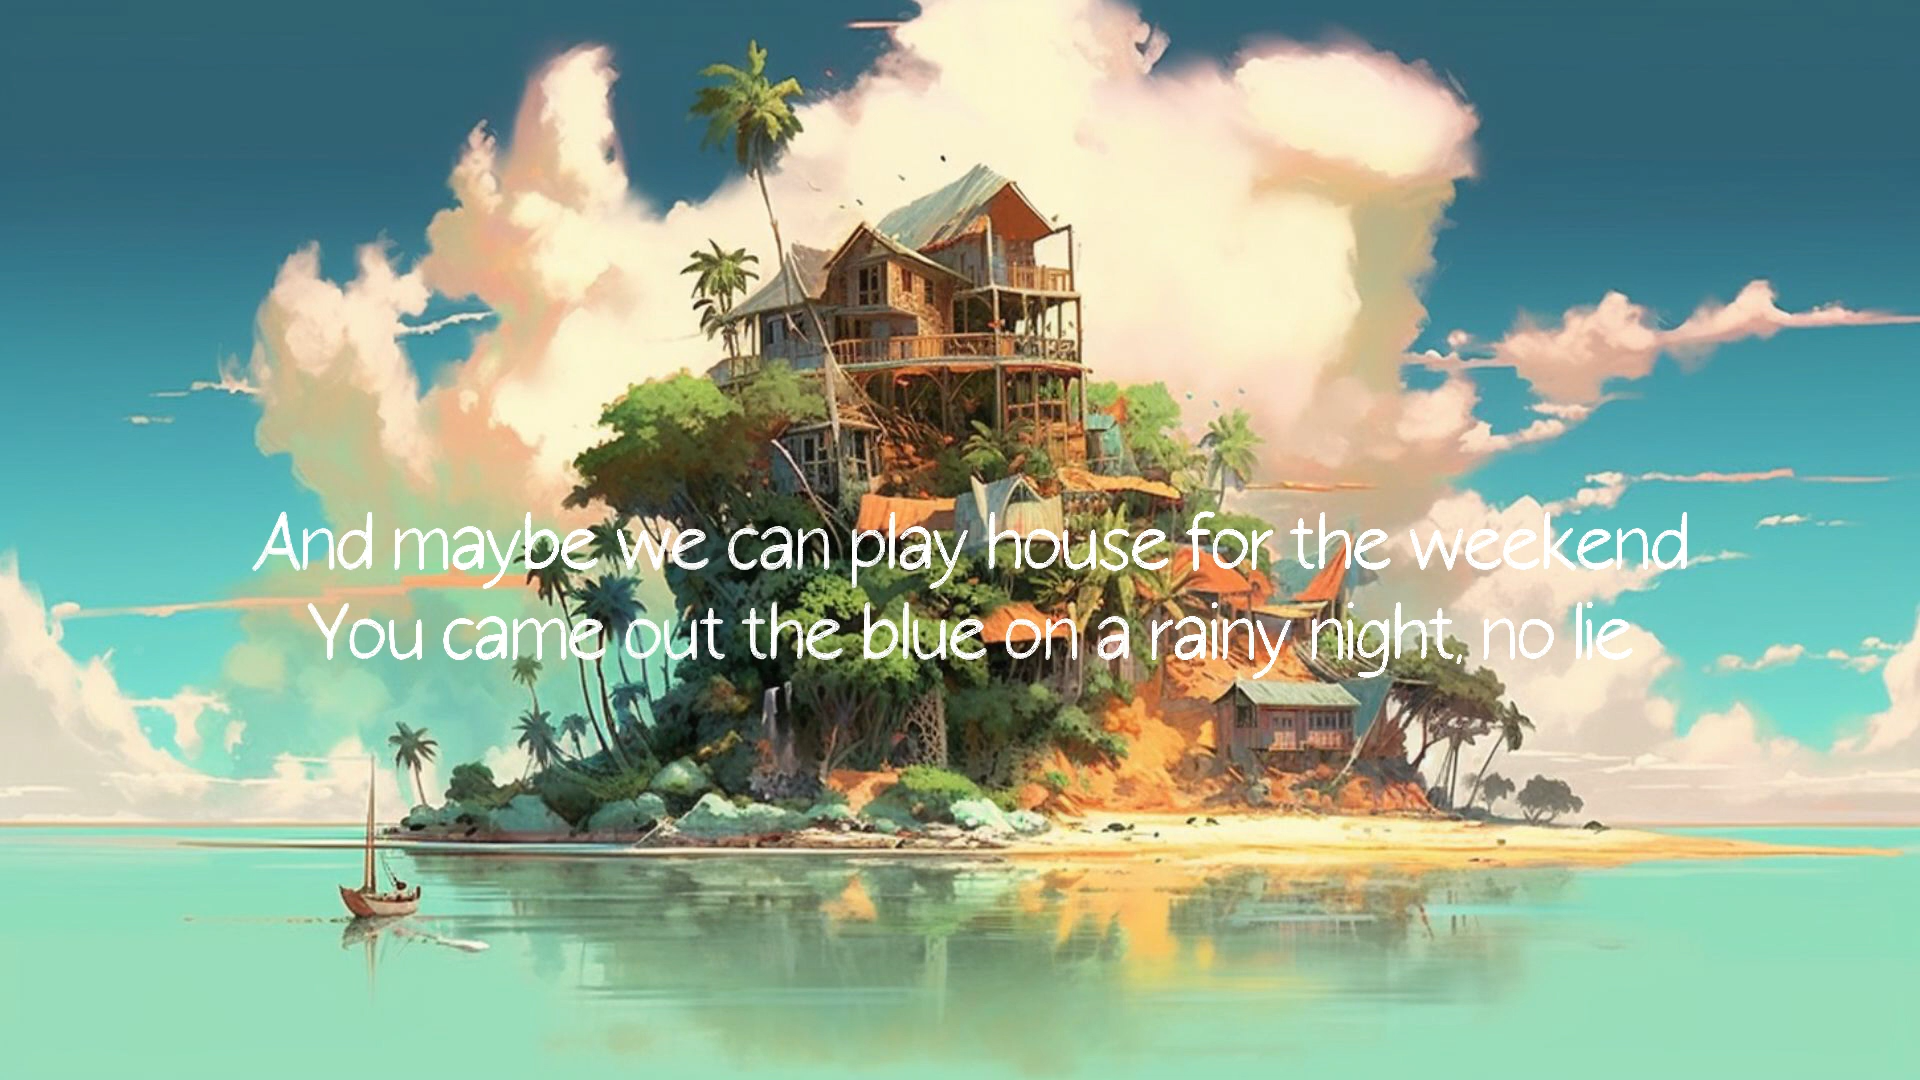 And maybe we can play house for the weekend
You came out the blue on a rainy night, no lie